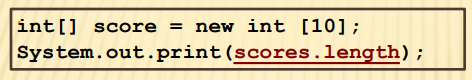 int[] score = new int [10];
System.out.print(scores.length);